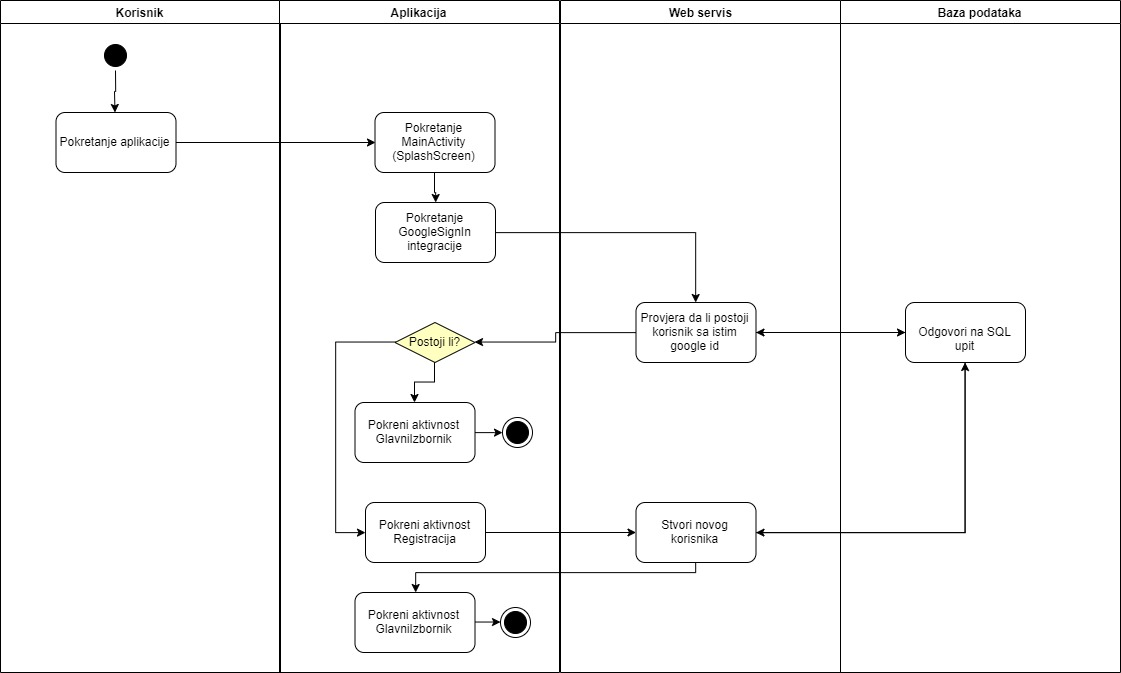 Korisnik
Aplikacija
Web servis
Baza podataka
Pokretanje aplikacije
Pokretanje
MainActivity
(SplashScreen)
Pokretanje
GoogleSignIn
integracije
Provjera da li postoji
korisnik sa istim
google id
Odgovori na SQL
upit
Postoji li?
Pokreni aktivnost
GlavniIzbornik
Pokreni aktivnost
Registracija
Stvori novog
korisnika
Pokreni aktivnost
GlavniIzbornik